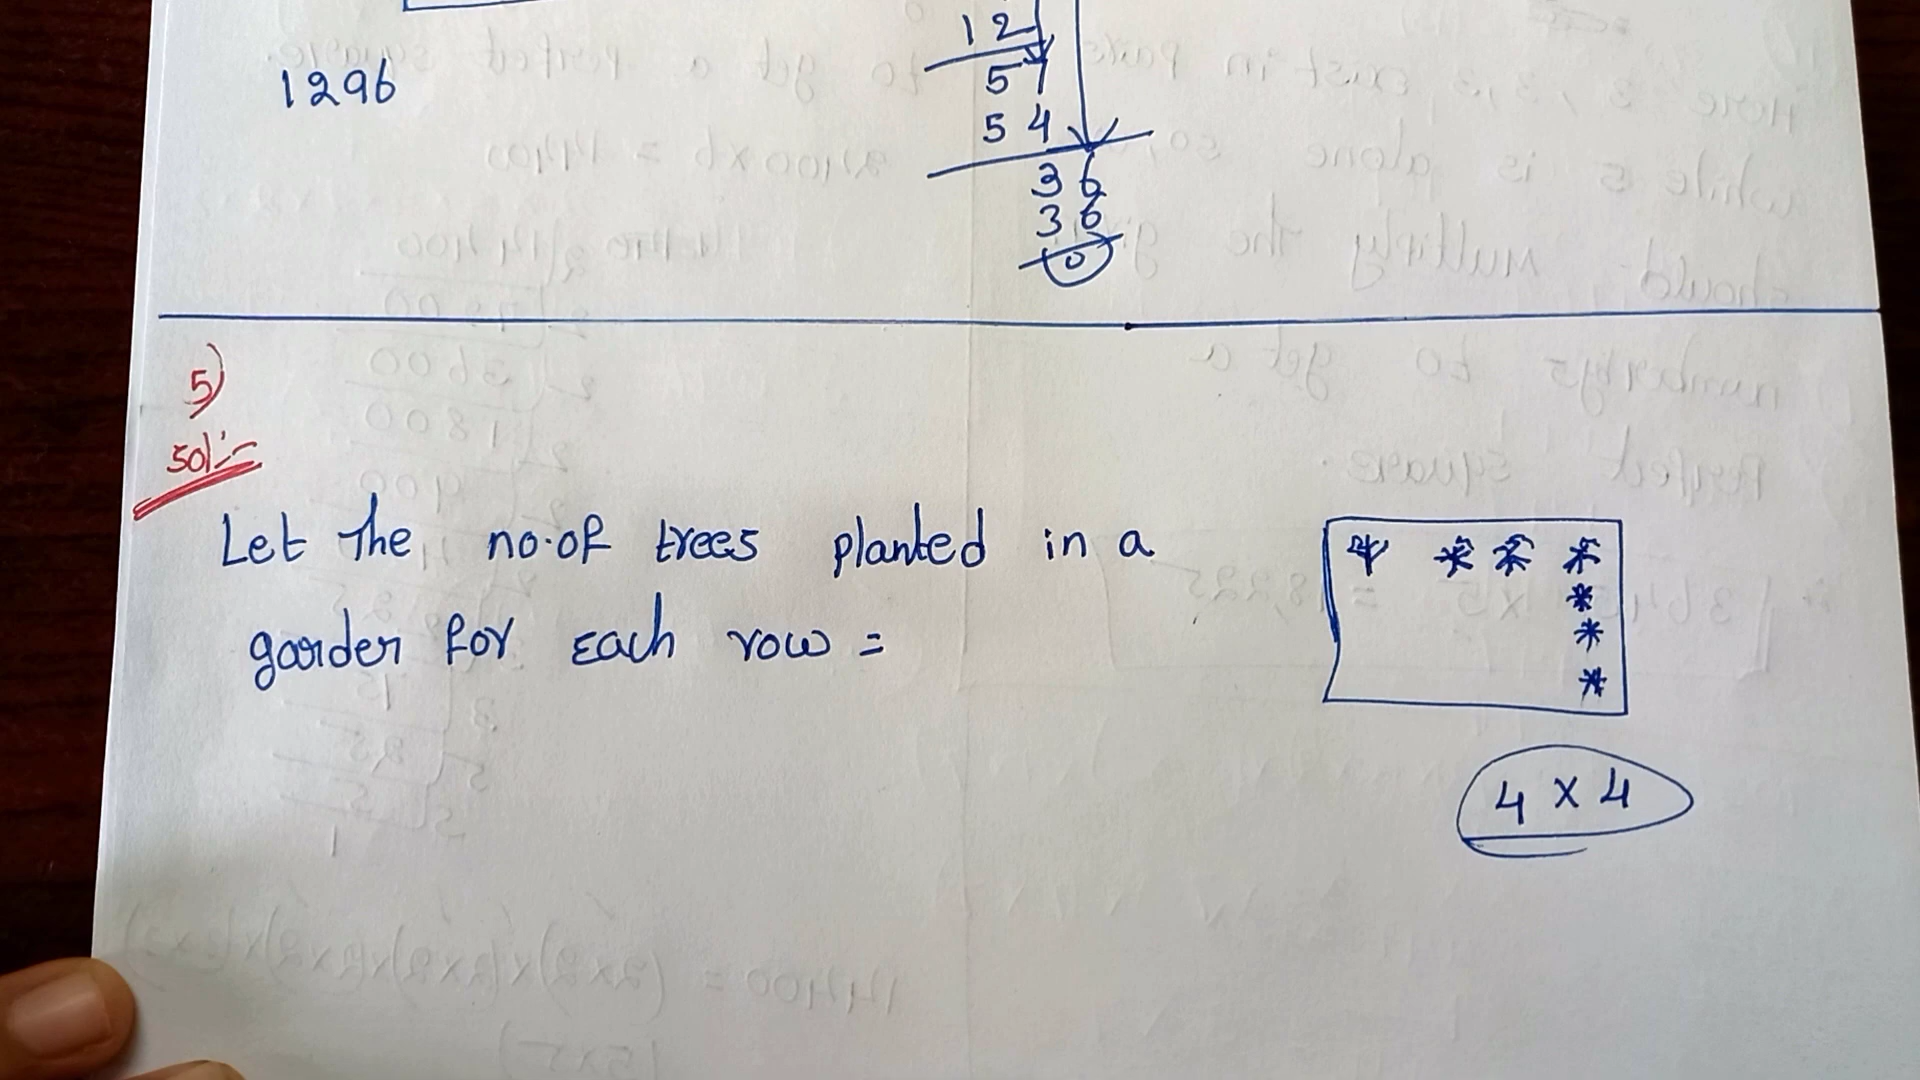 1296
12
57
54
36
36
0
5)
Sol:-
Let the no.of trees planted in a
garden for each row =
4 x 4